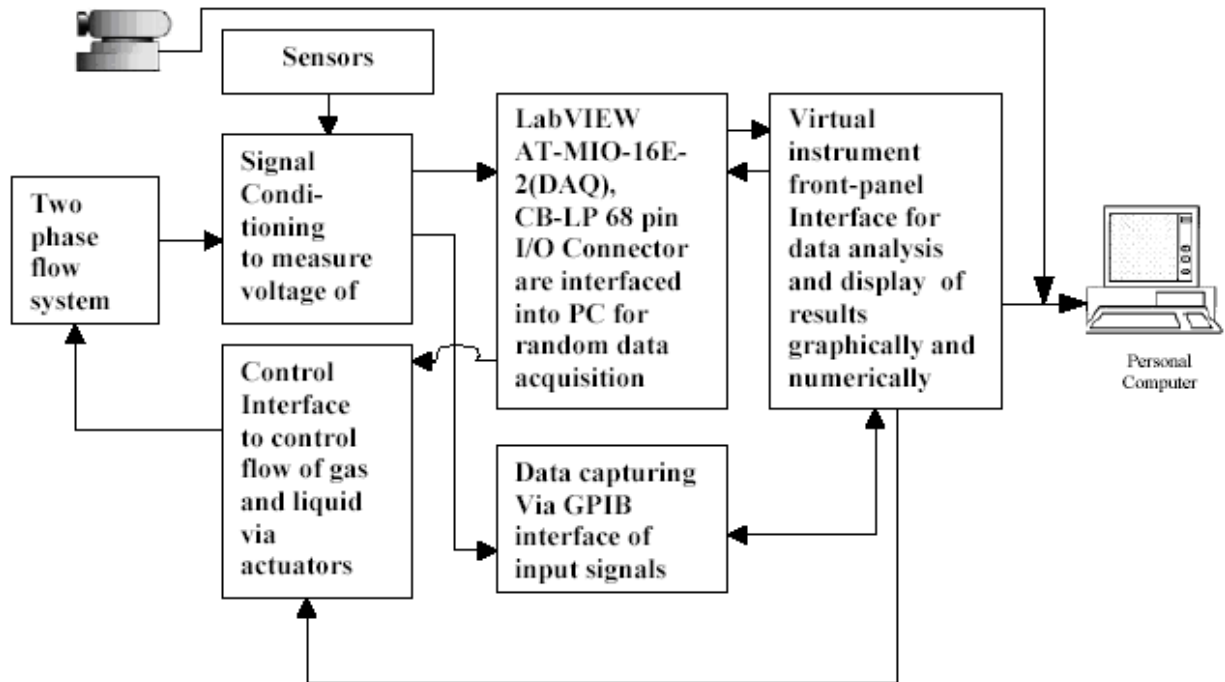 Sensors
Two
phase
flow
system
Signal
Condi-
tioning
to measure
voltage of
LabVIEW
AT-MIO-16E-
2(DAQ),
CB-LP 68 pin
I/O Connector
are interfaced
into PC for
random data
acquisition
Virtual
instrument
front-panel
Interface for
data analysis
and display of
results
graphically and
numerically
Personal
Computer
Control
Interface
to control
flow of gas
and liquid
via
actuators
Data capturing
Via GPIB
interface of
input signals